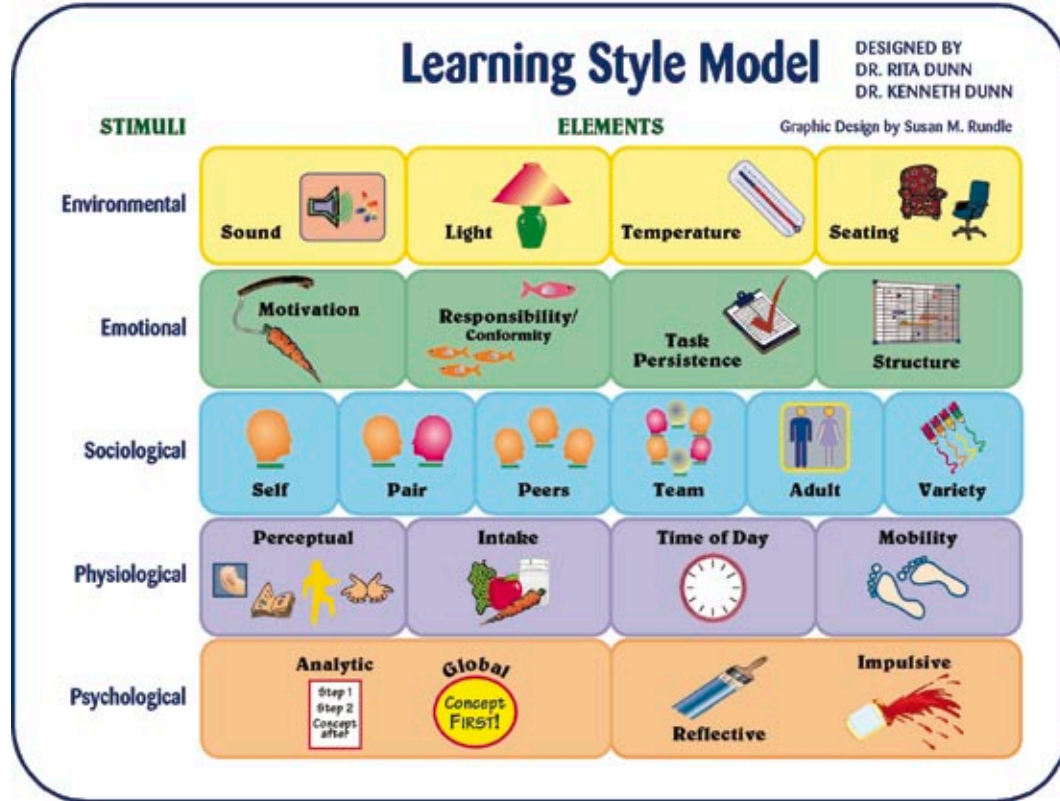 Learning Style Model
DESIGNED BY
DR. RITA DUNN
DR. KENNETH DUNN
STIMULI
ELEMENTS
Graphic Design by Susan M. Rundle
Environmental
Sound
Light
Temperature
Seating
Emotional
Motivation
Responsibility/
Conformity
Task
Persistence
Structure
Sociological
Self
Pair
Peers
Team
Adult
Variety
Physiological
Perceptual
Intake
Time of Day
Mobility
Psychological
Analytic
Step 1
Step 2
Concept
after
Global
Concept
FIRST!
Reflective
Impulsive